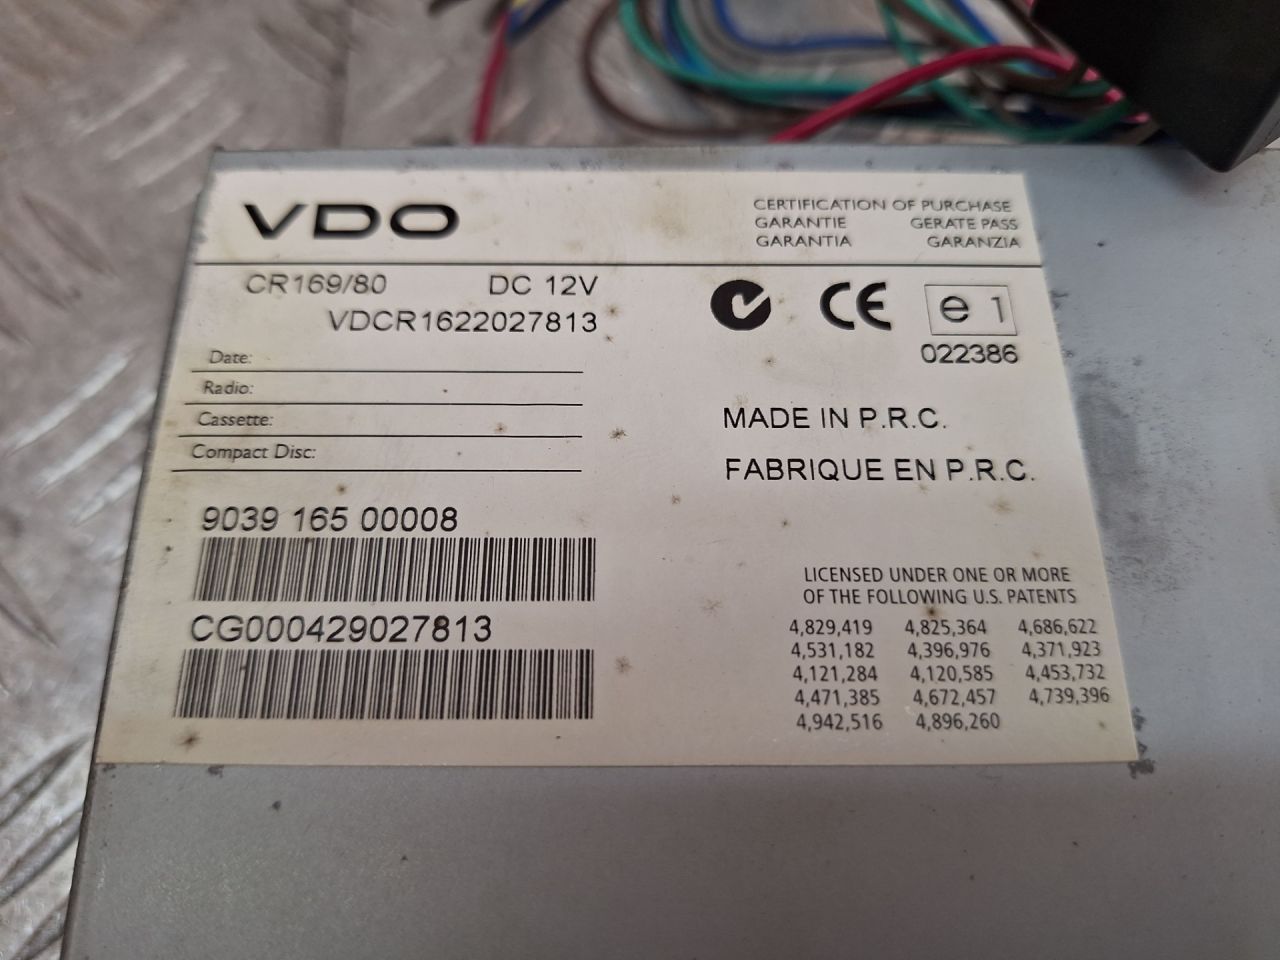 VDO
CERTIFICATION OF PURCHASE
GARANTIE GERATE PASS
GARANTIA GARANZIA
CR169/80 DC 12V
VDCR1622027813
CE e1
022386
Date:
Radio:
Cassette:
Compact Disc:
MADE IN P.R.C.
FABRIQUE EN P.R.C.
9039 165 00008
CG000429027813
LICENSED UNDER ONE OR MORE
OF THE FOLLOWING U.S. PATENTS
4,829,419 4,825,364 4,686,622
4,531,182 4,396,976 4,371,923
4,121,284 4,120,585 4,453,732
4,471,385 4,672,457 4,739,396
4,942,516 4,896,260